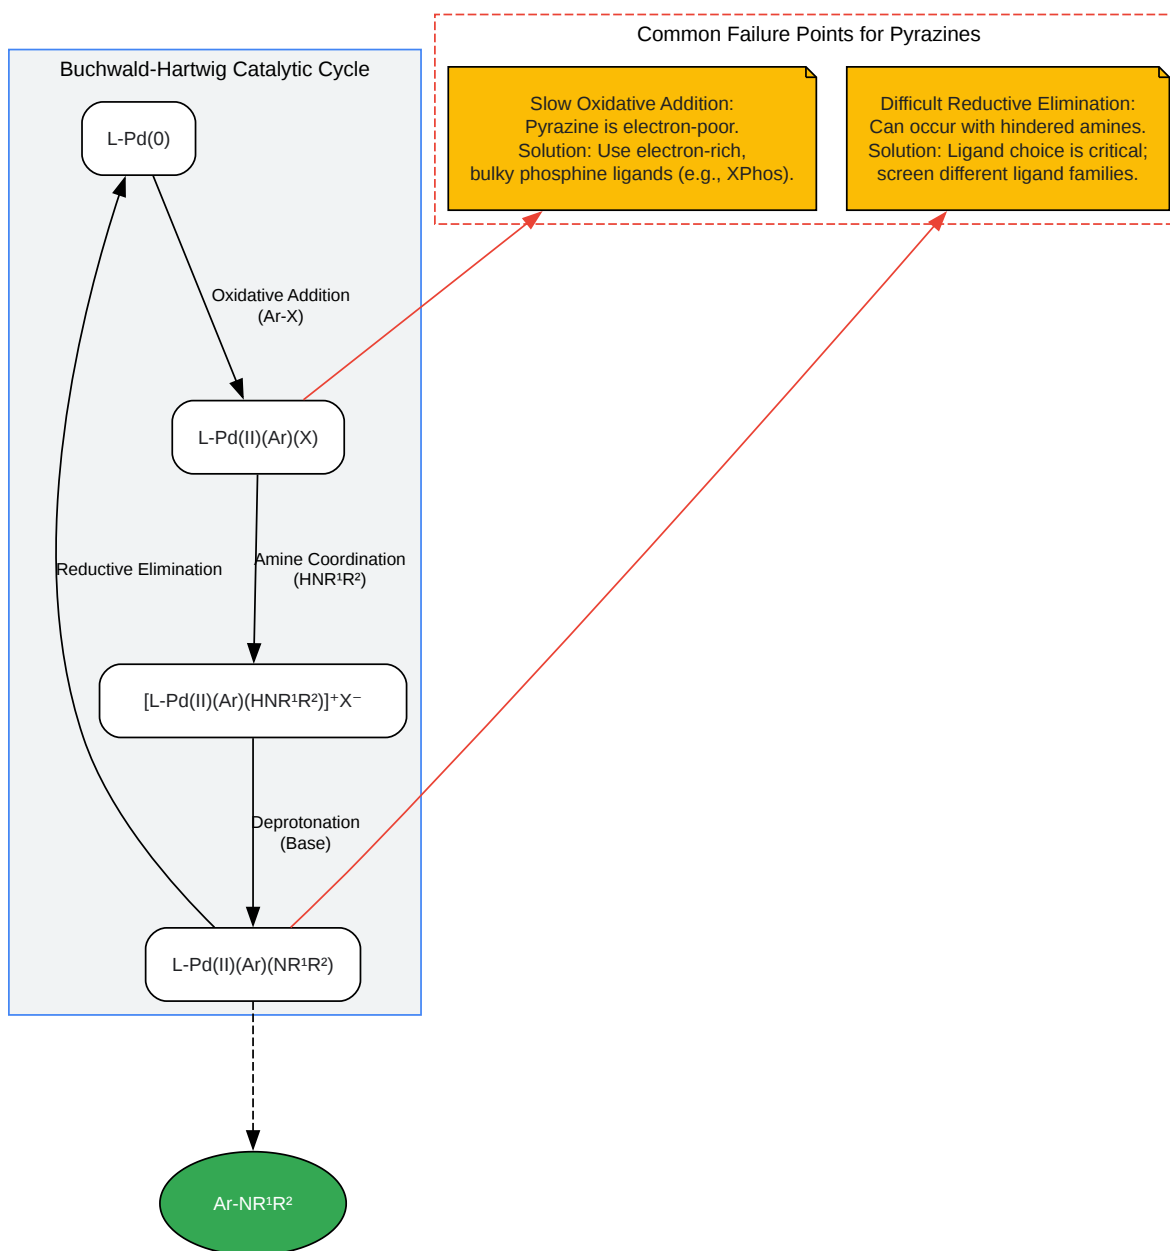 Common Failure Points for Pyrazines
Slow Oxidative Addition:
Pyrazine is electron-poor.
Solution: Use electron-rich,
bulky phosphine ligands (e.g., XPhos).
Difficult Reductive Elimination:
Can occur with hindered amines.
Solution: Ligand choice is critical;
screen different ligand families.
Buchwald-Hartwig Catalytic Cycle
L-Pd(0)
Oxidative Addition
(Ar-X)
L-Pd(II)(Ar)(X)
Amine Coordination
(HNR¹R²)
Reductive Elimination
[L-Pd(II)(Ar)(HNR¹R²)]⁺X⁻
Deprotonation
(Base)
L-Pd(II)(Ar)(NR¹R²)
Ar-NR¹R²